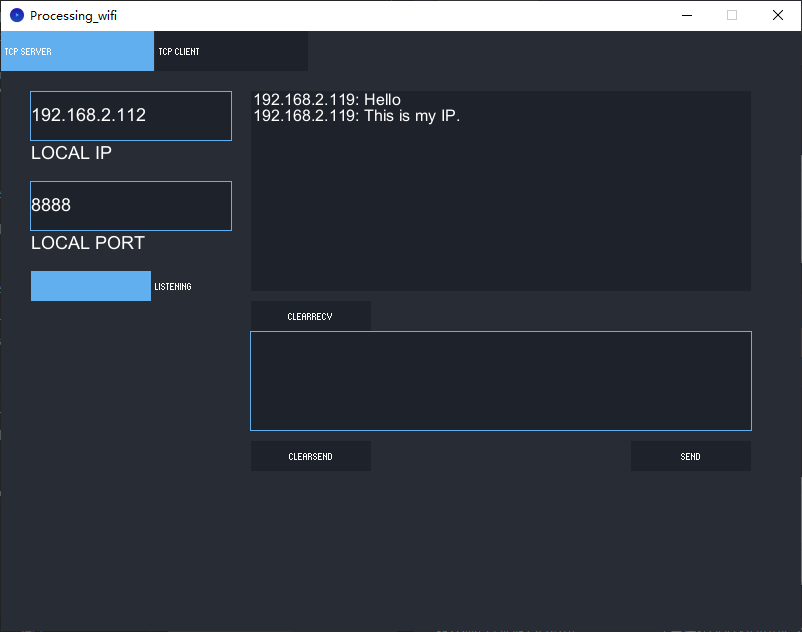 Processing_wifi
TCP SERVER
TCP CLIENT
192.168.2.112
LOCAL IP
8888
LOCAL PORT
LISTENING
192.168.2.119: Hello
192.168.2.119: This is my IP.
CLEARRECV
CLEARSEND
SEND